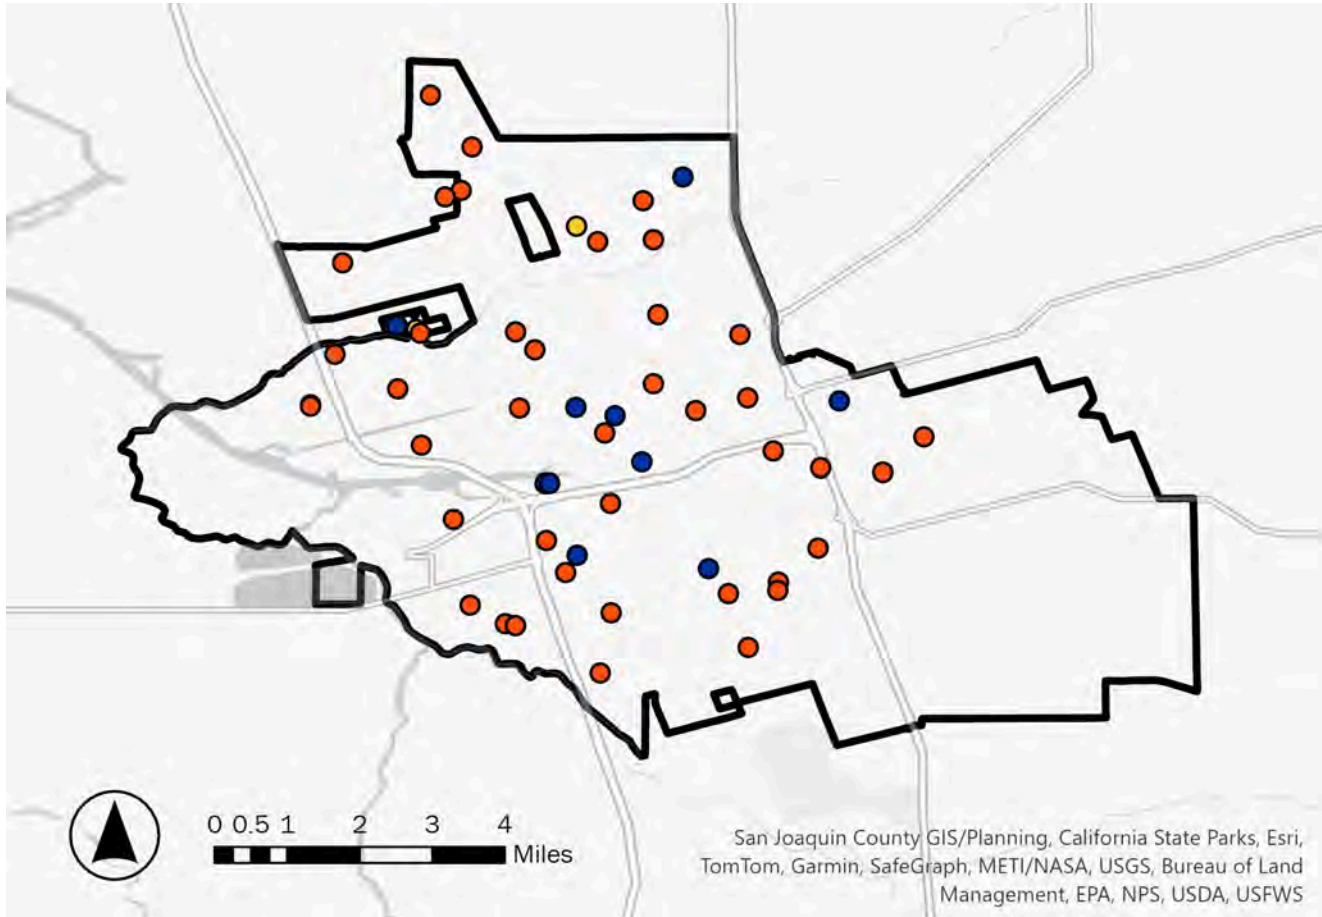 0 0.5 1 2 3 4
Miles
San Joaquin County GIS/Planning, California State Parks, Esri,
TomTom, Garmin, SafeGraph, METI/NASA, USGS, Bureau of Land
Management, EPA, NPS, USDA, USFWS